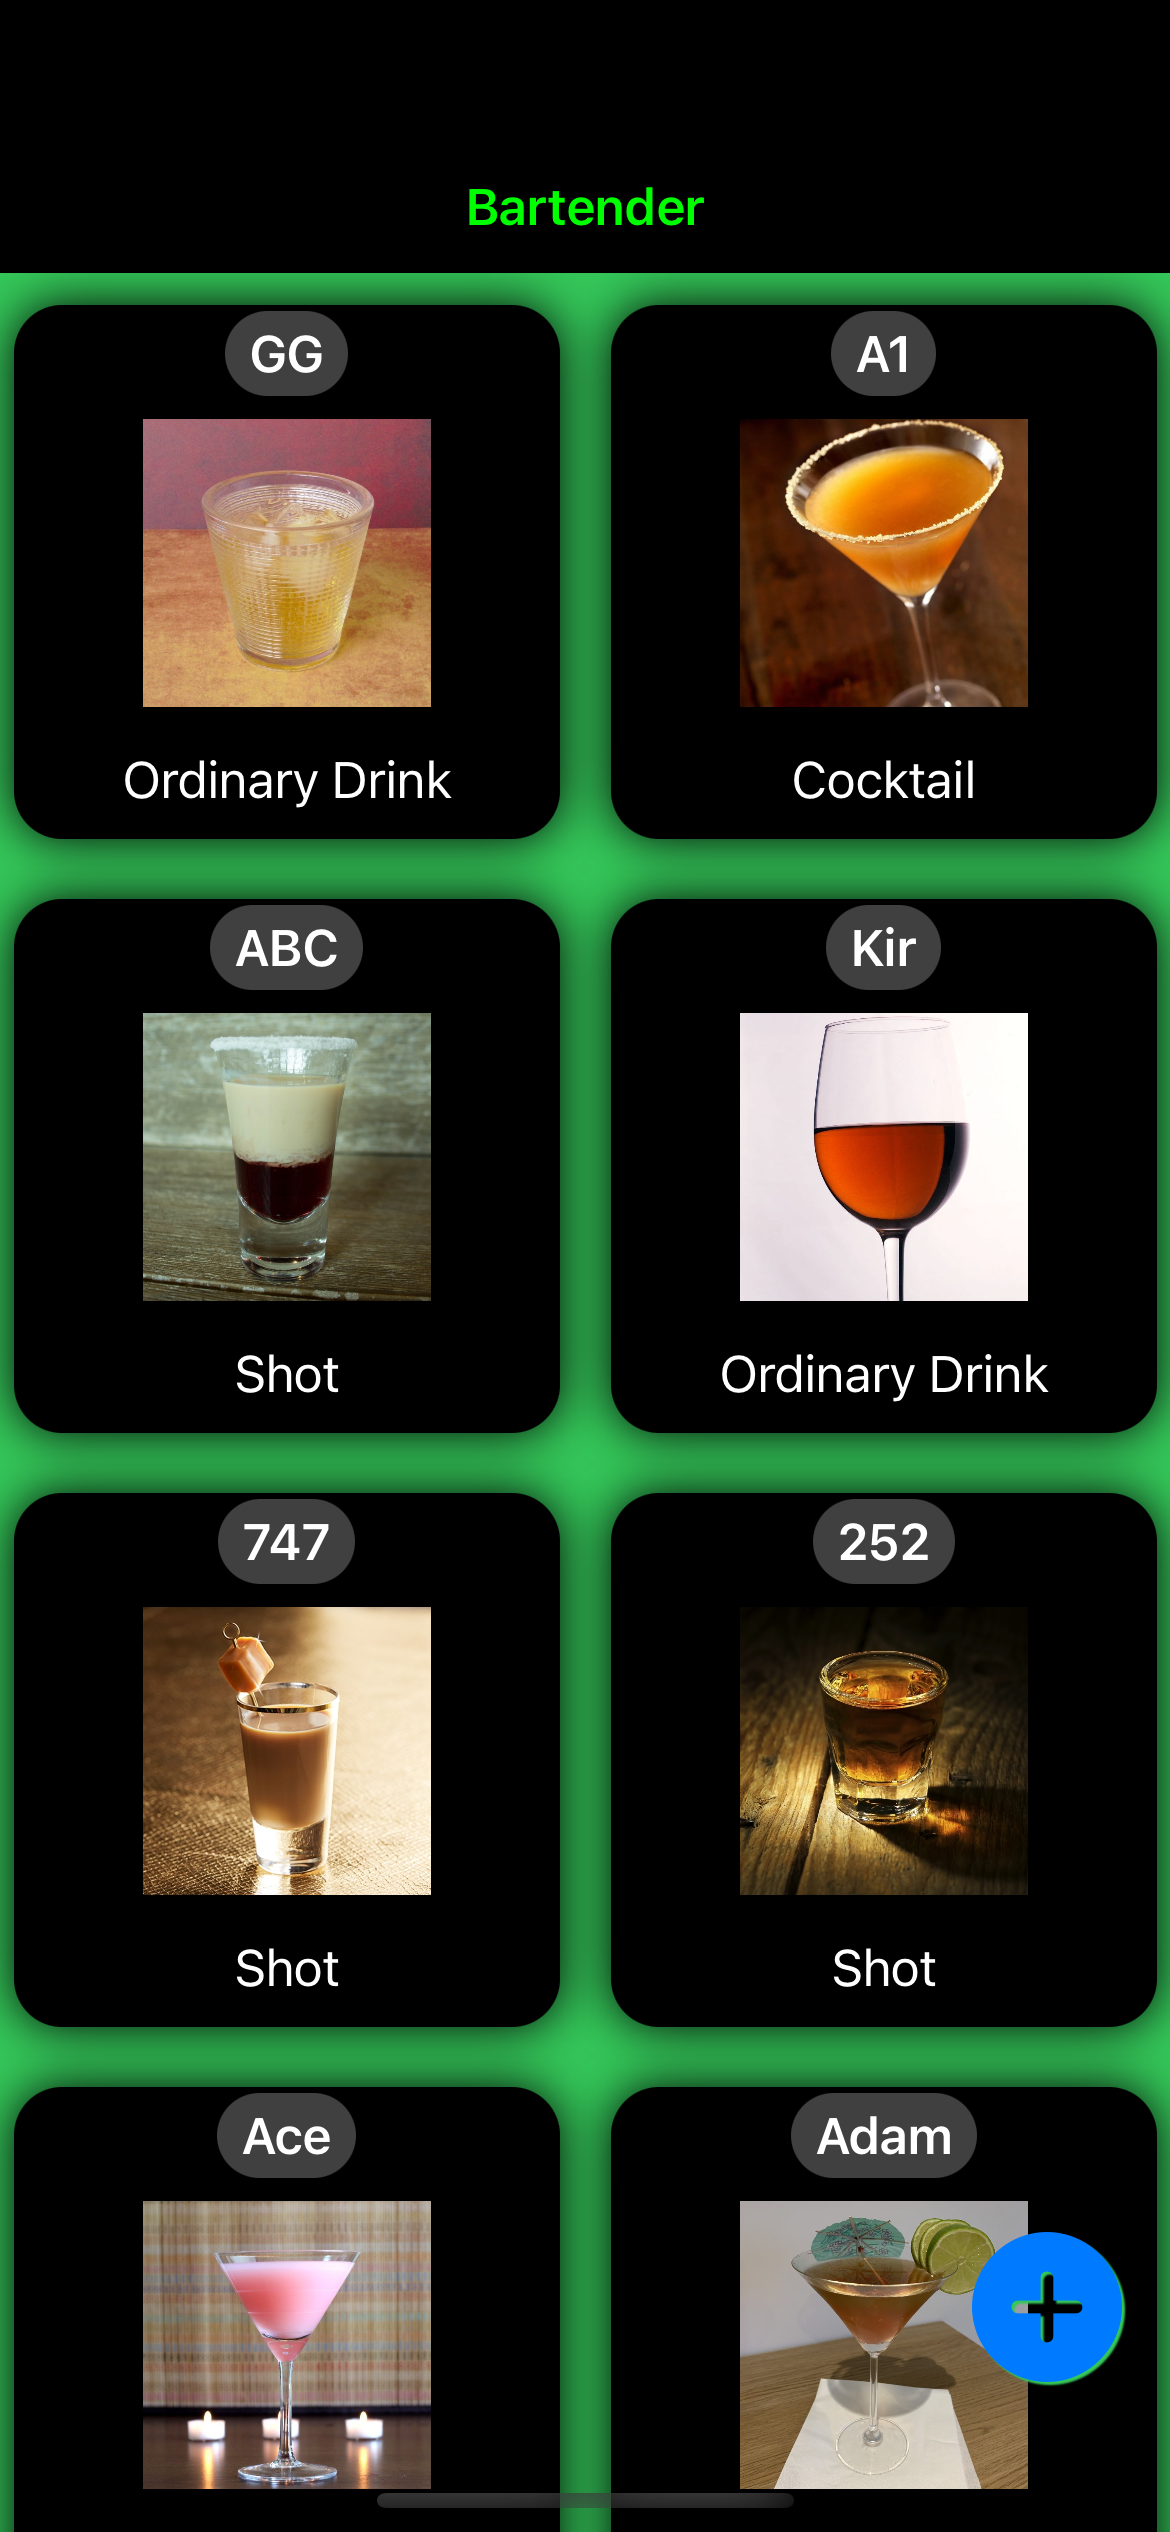 Bartender
GG
A1
Ordinary Drink
Cocktail
ABC
Kir
Shot
Ordinary Drink
747
252
Shot
Shot
Ace
Adam